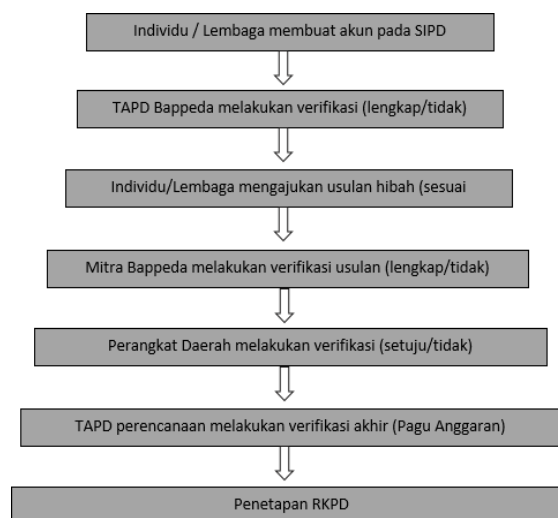 Individu / Lembaga membuat akun pada SIPD
TAPD Bappeda melakukan verifikasi (lengkap/tidak)
Individu/Lembaga mengajukan usulan hibah (sesuai
Mitra Bappeda melakukan verifikasi usulan (lengkap/tidak)
Perangkat Daerah melakukan verifikasi (setuju/tidak)
TAPD perencanaan melakukan verifikasi akhir (Pagu Anggaran)
Penetapan RKPD